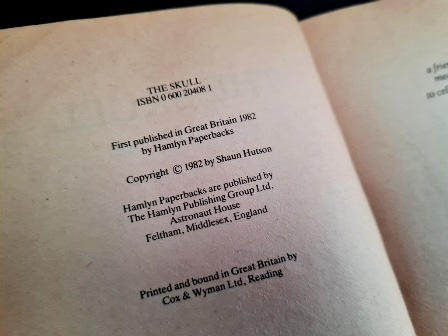 THE SKULL
ISBN 0 600 20408 1
First published in Great Britain 1982
by Hamlyn Paperbacks
Copyright © 1982 by Shaun Hutson
Hamlyn Paperbacks are published by
The Hamlyn Publishing Group Ltd,
Astronaut House
Feltham, Middlesex, England
Printed and bound in Great Britain by
Cox & Wyman Ltd, Reading
to